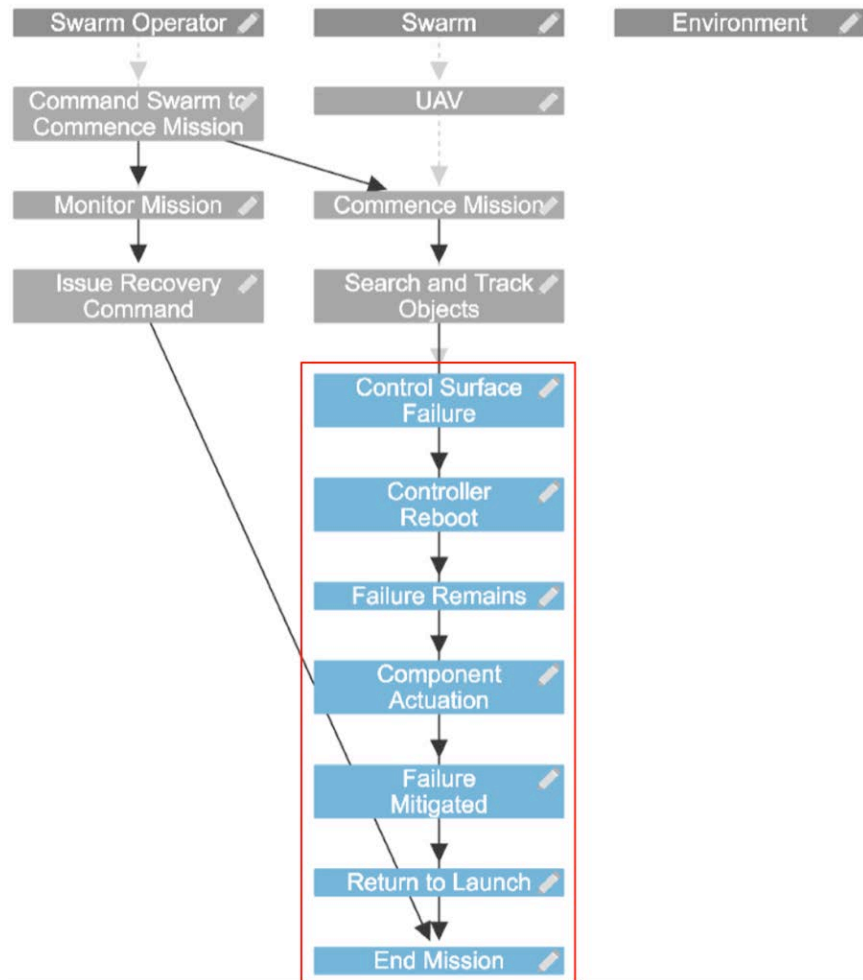 Swarm Operator
Swarm
Environment
Command Swarm to
Commence Mission
UAV
Monitor Mission
Commence Mission
Issue Recovery
Command
Search and Track
Objects
Control Surface
Failure
Controller
Reboot
Failure Remains
Component
Actuation
Failure
Mitigated
Return to Launch
End Mission